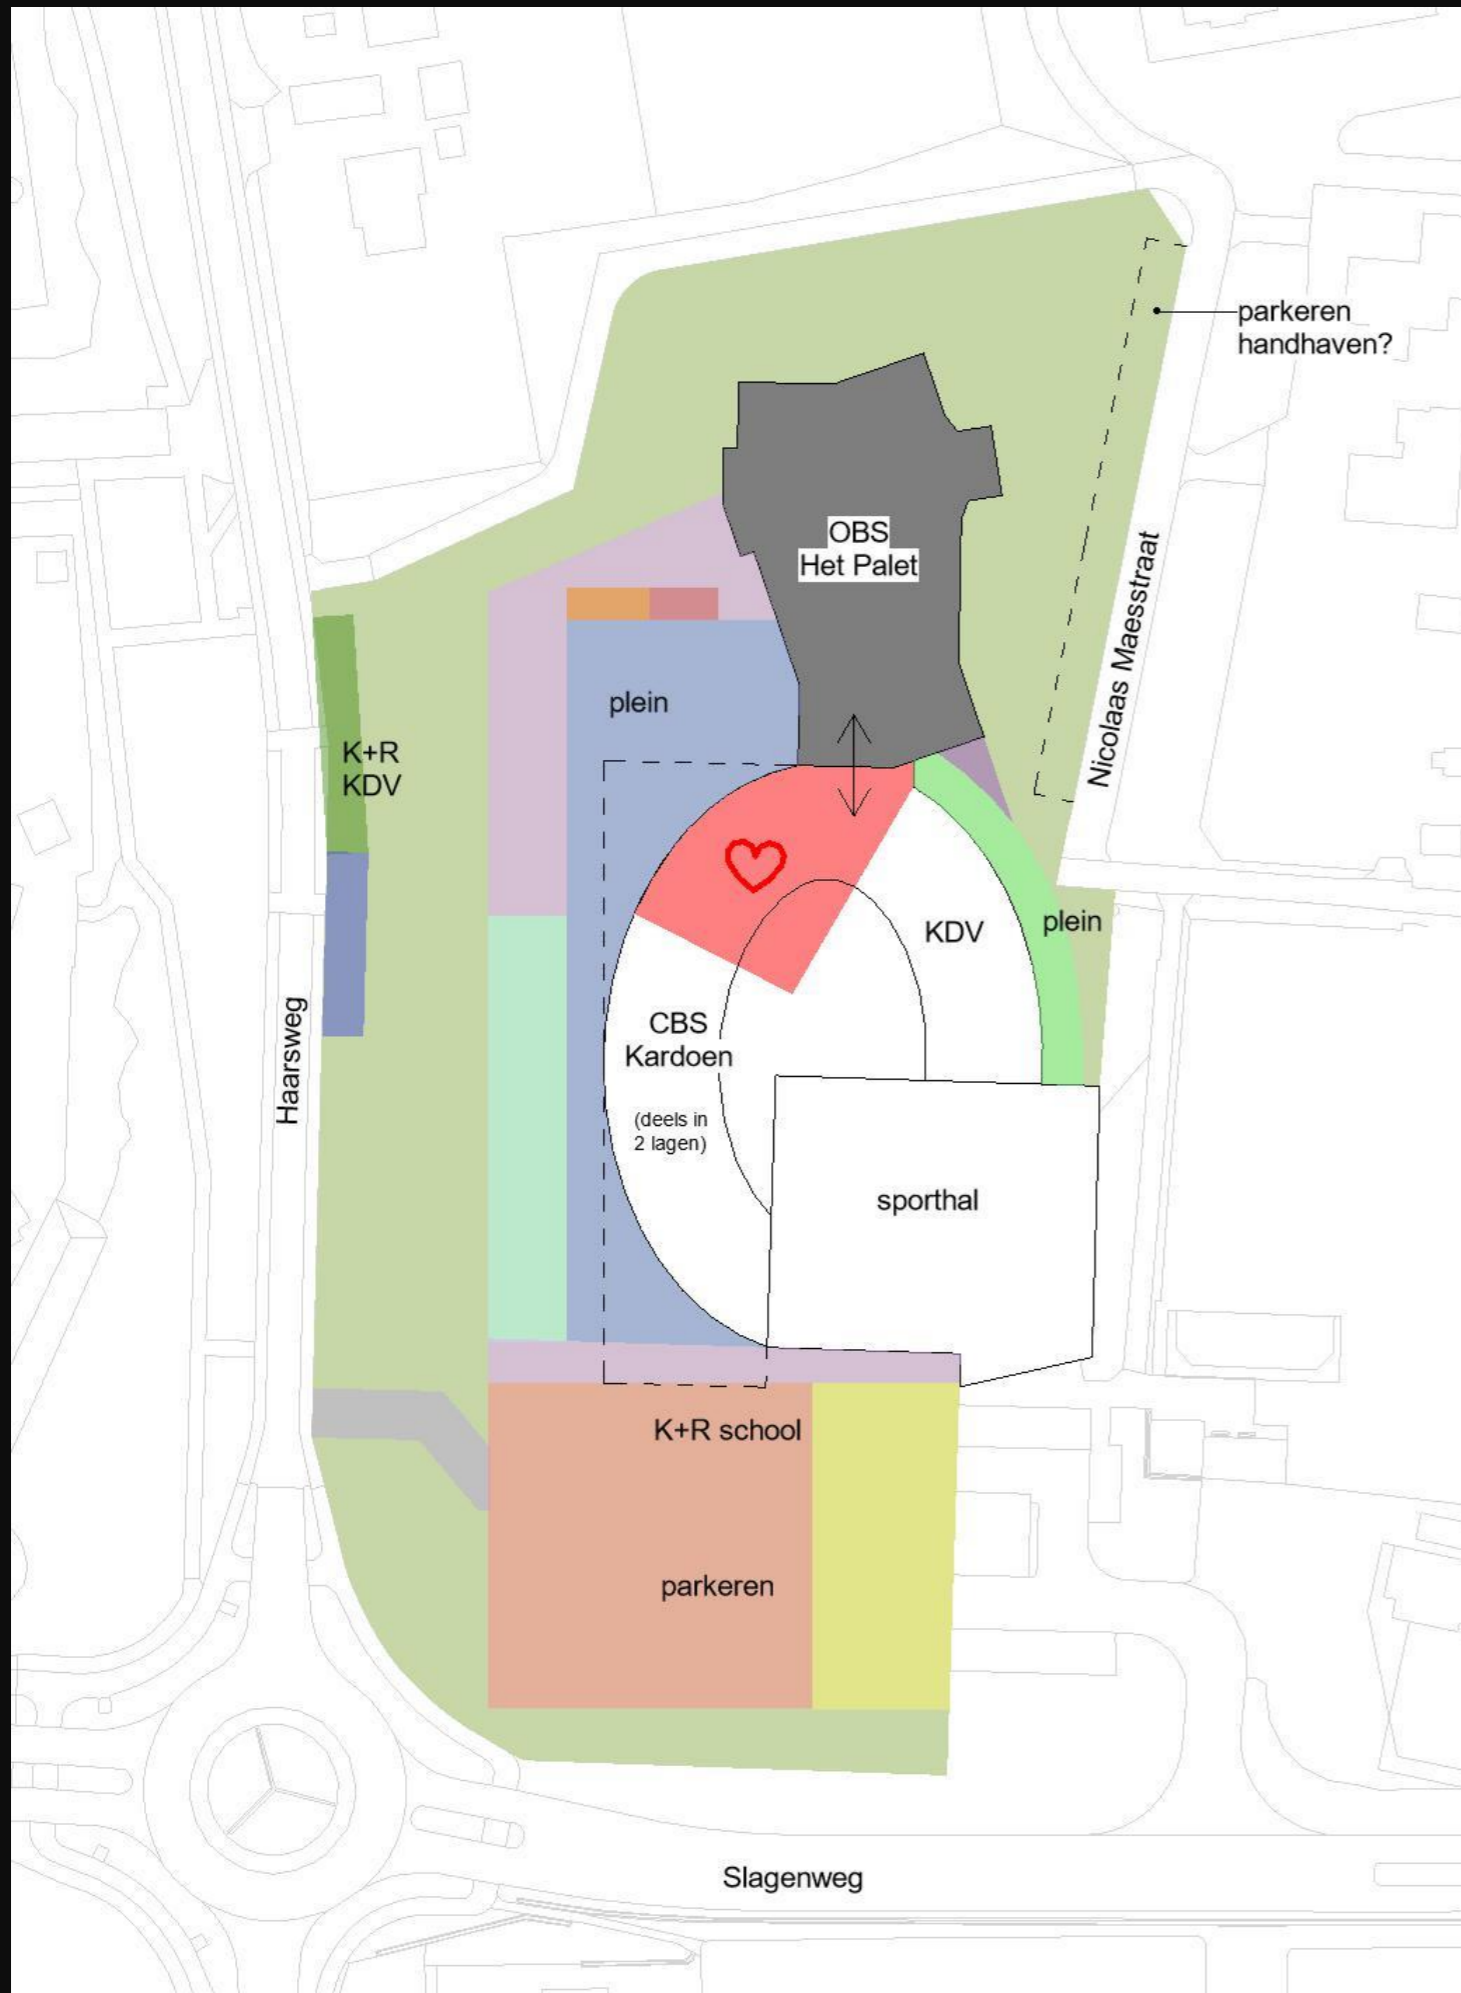 parkeren
handhaven?
OBS
Het Palet
Nicolaas Maesstraat
plein
K+R
KDV
KDV
plein
CBS
Kardoen
(deels in
2 lagen)
Haarsweg
sporthal
K+R school
parkeren
Slagenweg